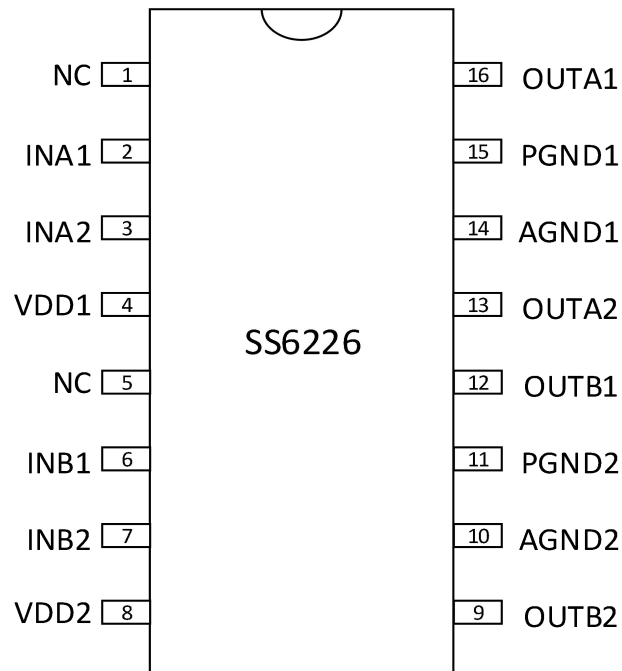 NC 1 16 OUTA1
INA1 2 15 PGND1
INA2 3 14 AGND1
VDD1 4 13 OUTA2
SS6226
NC 5 12 OUTB1
INB1 6 11 PGND2
INB2 7 10 AGND2
VDD2 8 9 OUTB2